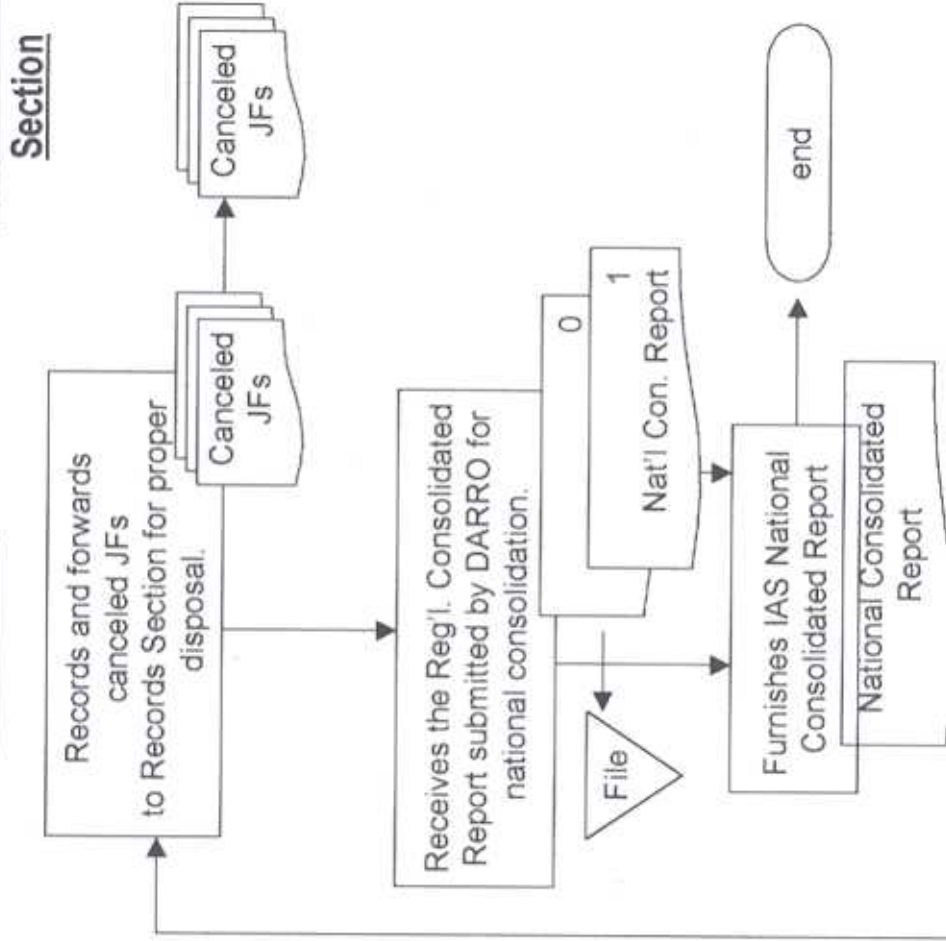 Section
Records and forwards
canceled JFs
to Records Section for proper
disposal.
Canceled
JFs
Canceled
JFs
Receives the Reg'l. Consolidated
Report submitted by DARRO for
national consolidation.
0
1
Nat'l Con. Report
File
Furnishes IAS National
Consolidated Report
National Consolidated
Report
end